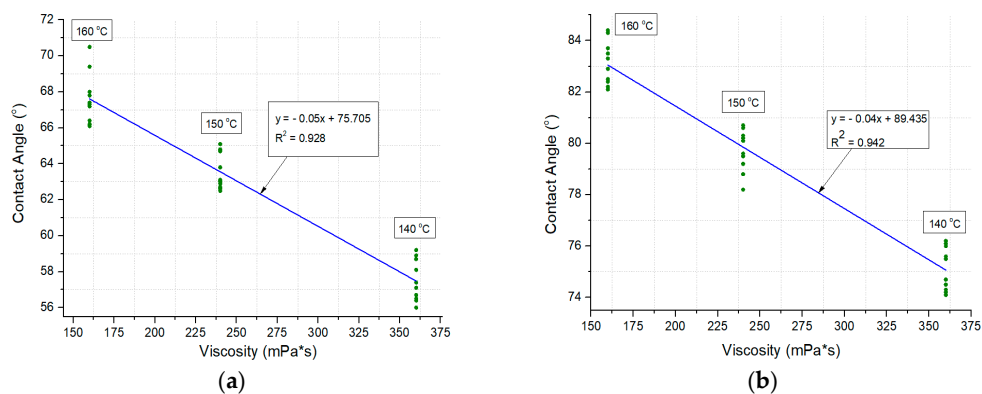 72
70
68
66
64
62
60
58
56
Contact Angle (°)
160 °C
150 °C
140 °C
y = - 0.05x + 75.705
R² = 0.928
150 175 200 225 250 275 300 325 350 375
Viscosity (mPa*s)
(a)
84
82
80
78
76
74
Contact Angle (°)
160 °C
150 °C
140 °C
y = - 0.04x + 89.435
R² = 0.942
150 175 200 225 250 275 300 325 350 375
Viscosity (mPa*s)
(b)